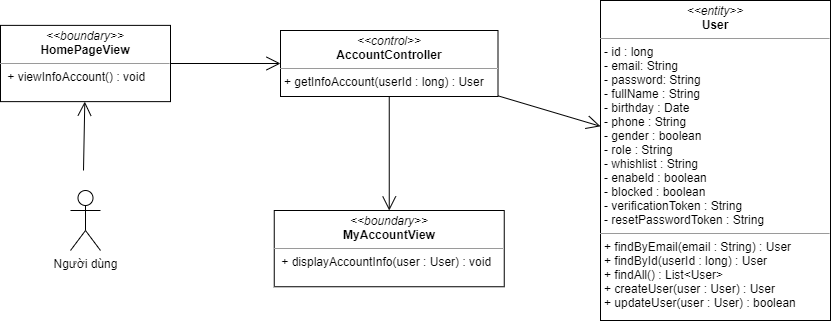 <<boundary>>
HomePageView
+ viewInfoAccount() : void
<<control>>
AccountController
+ getInfoAccount(userId : long) : User
<<entity>>
User
- id : long
- email: String
- password: String
- fullName : String
- birthday : Date
- phone : String
- gender : boolean
- role : String
- whishlist : String
- enabeld : boolean
- blocked : boolean
- verificationToken : String
- resetPasswordToken : String
+ findByEmail(email : String) : User
+ findById(userId : long) : User
+ findAll() : List<User>
+ createUser(user : User) : User
+ updateUser(user : User) : boolean
<<boundary>>
MyAccountView
+ displayAccountInfo(user : User) : void
Người dùng